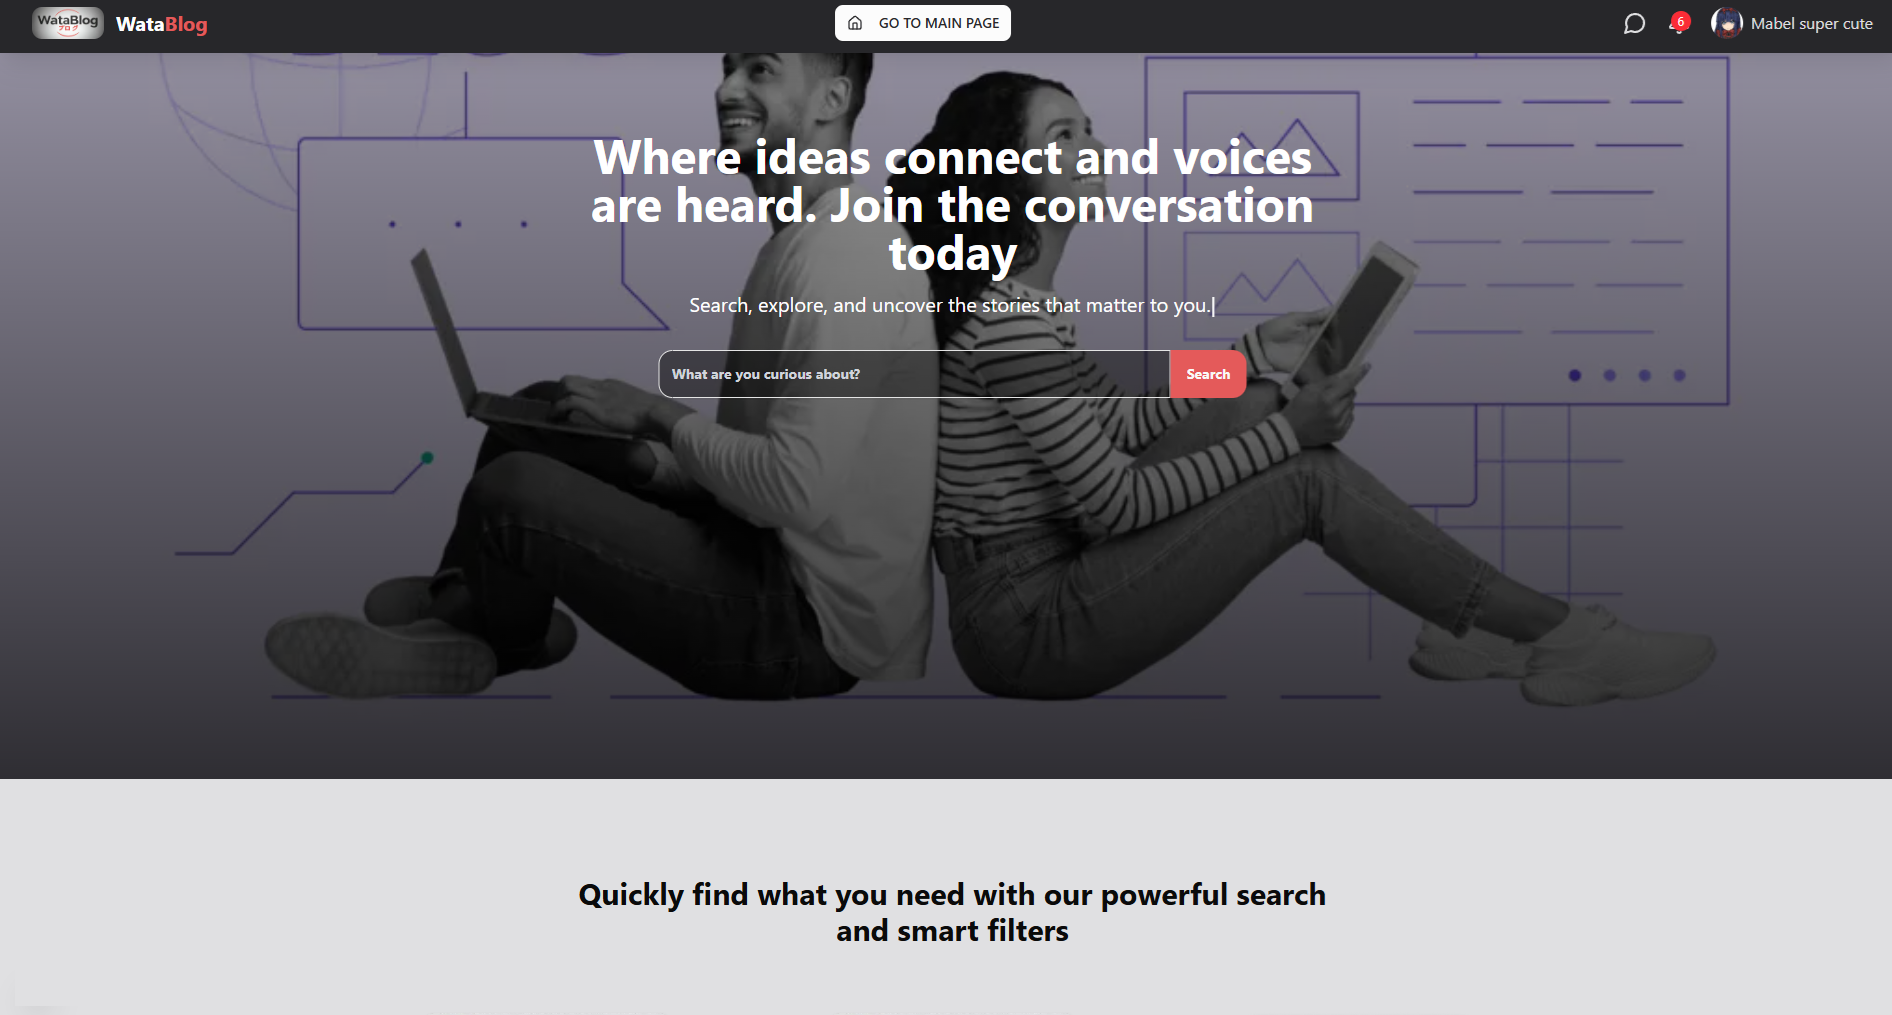 WataBlog
ブログ
WataBlog
GO TO MAIN PAGE
6
Mabel super cute
Where ideas connect and voices
are heard. Join the conversation
today
Search, explore, and uncover the stories that matter to you.|
What are you curious about?
Search
Quickly find what you need with our powerful search
and smart filters